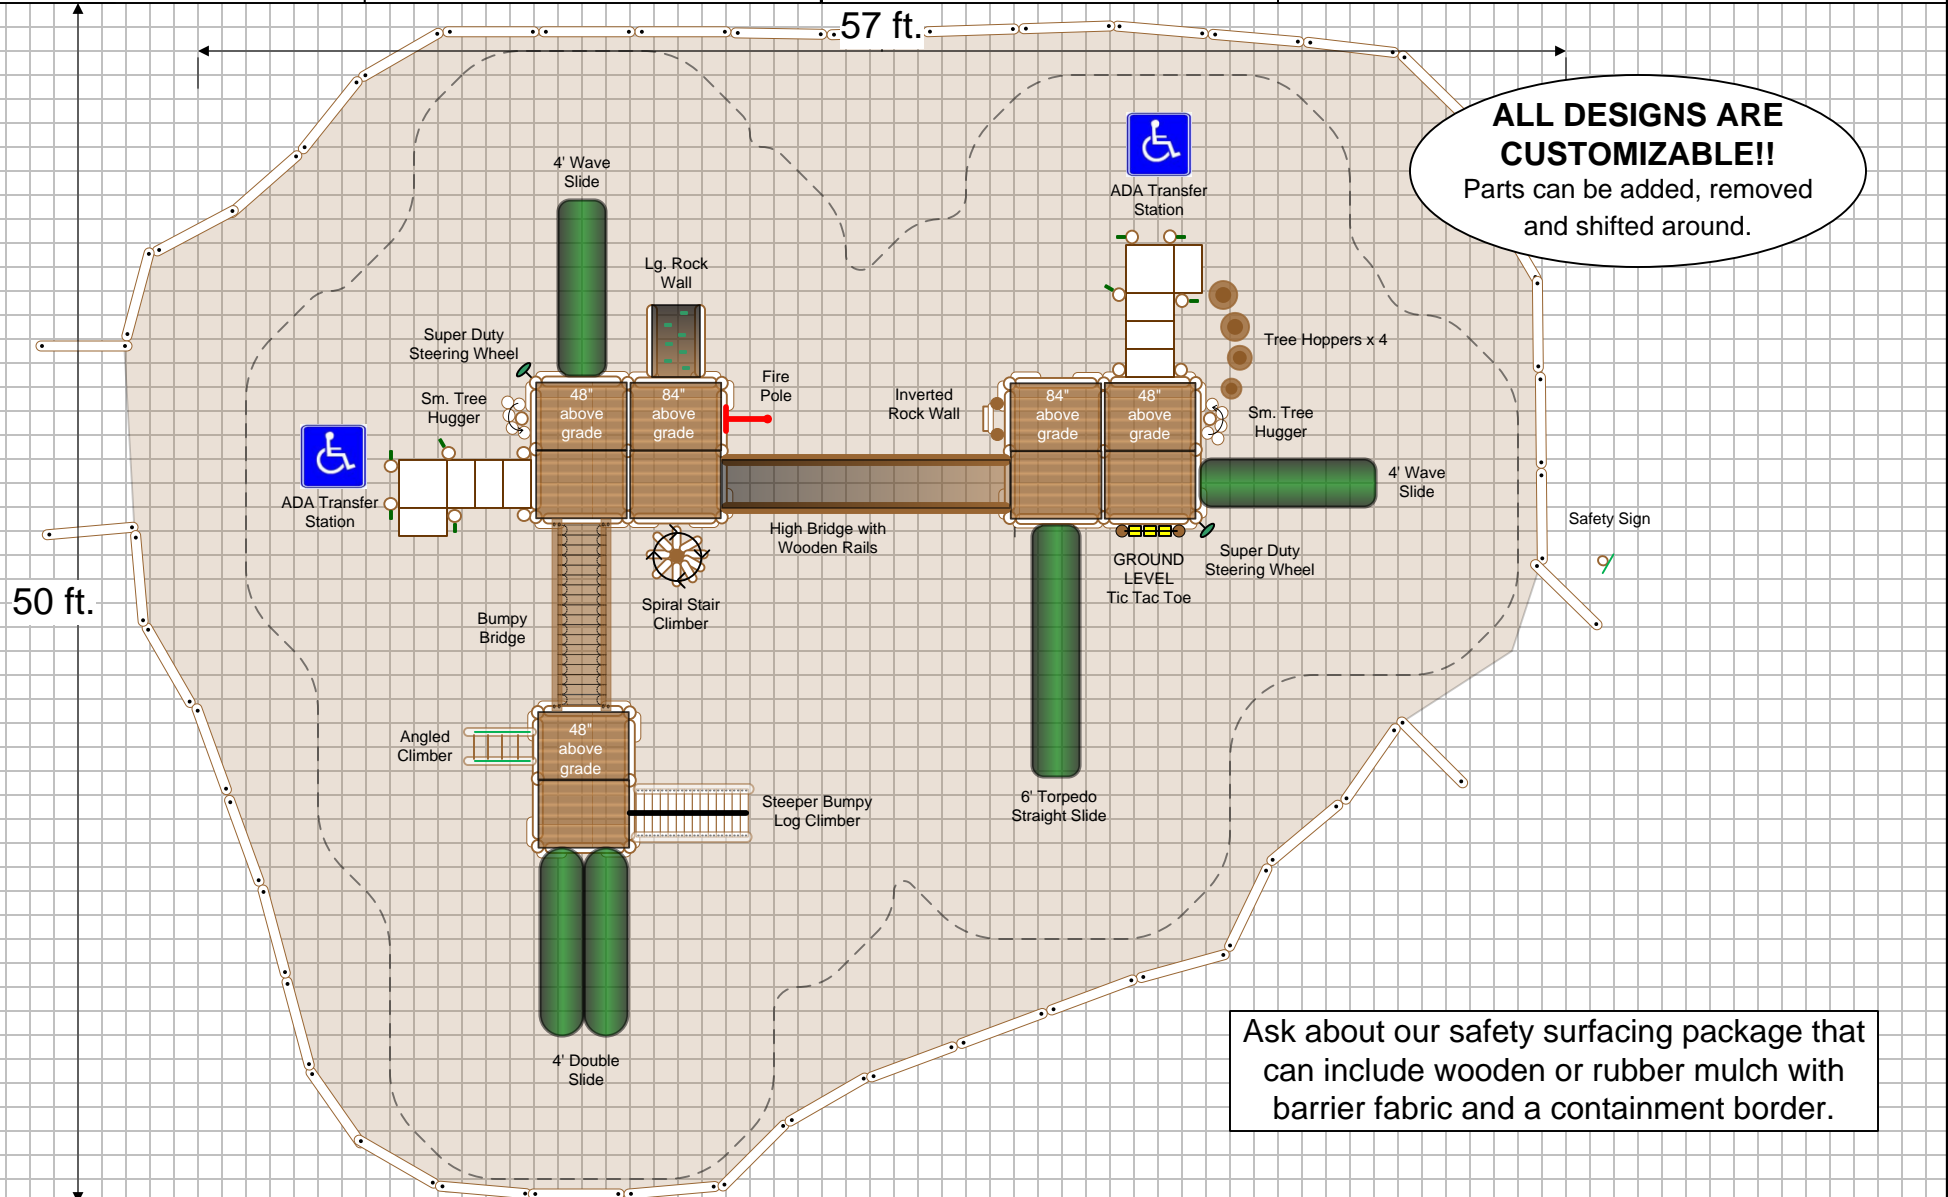 57 ft.
ALL DESIGNS ARE
CUSTOMIZABLE!!
Parts can be added, removed
and shifted around.
4' Wave
Slide
ADA Transfer
Station
Lg. Rock
Wall
Super Duty
Steering Wheel
Tree Hoppers x 4
Fire
Pole
Sm. Tree
Hugger
48"
above
grade
84"
above
grade
Inverted
Rock Wall
84"
above
grade
48"
above
grade
Sm. Tree
Hugger
4' Wave
Slide
ADA Transfer
Station
High Bridge with
Wooden Rails
Safety Sign
GROUND
LEVEL
Tic Tac Toe
Super Duty
Steering Wheel
50 ft.
Bumpy
Bridge
Spiral Stair
Climber
Angled
Climber
48"
above
grade
Steeper Bumpy
Log Climber
6' Torpedo
Straight Slide
4' Double
Slide
Ask about our safety surfacing package that
can include wooden or rubber mulch with
barrier fabric and a containment border.